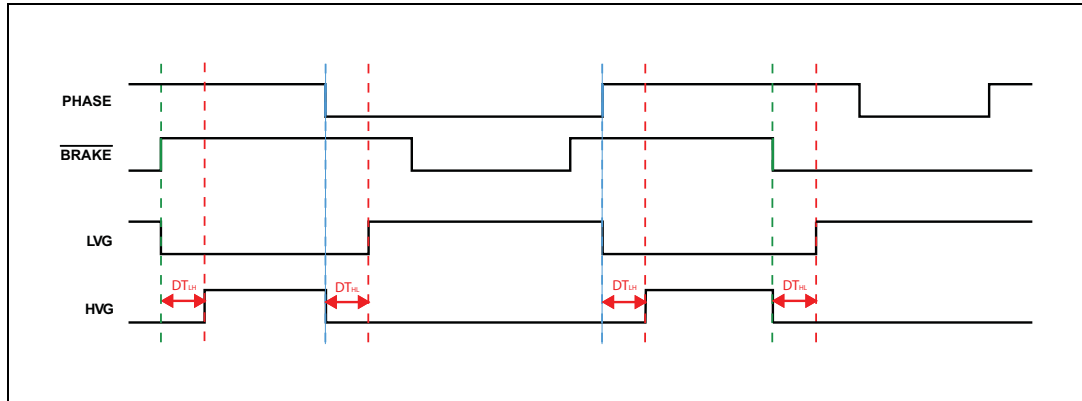 PHASE
BRAKE
LVG
DTLH
DTHL
DTLH
DTHL
HVG